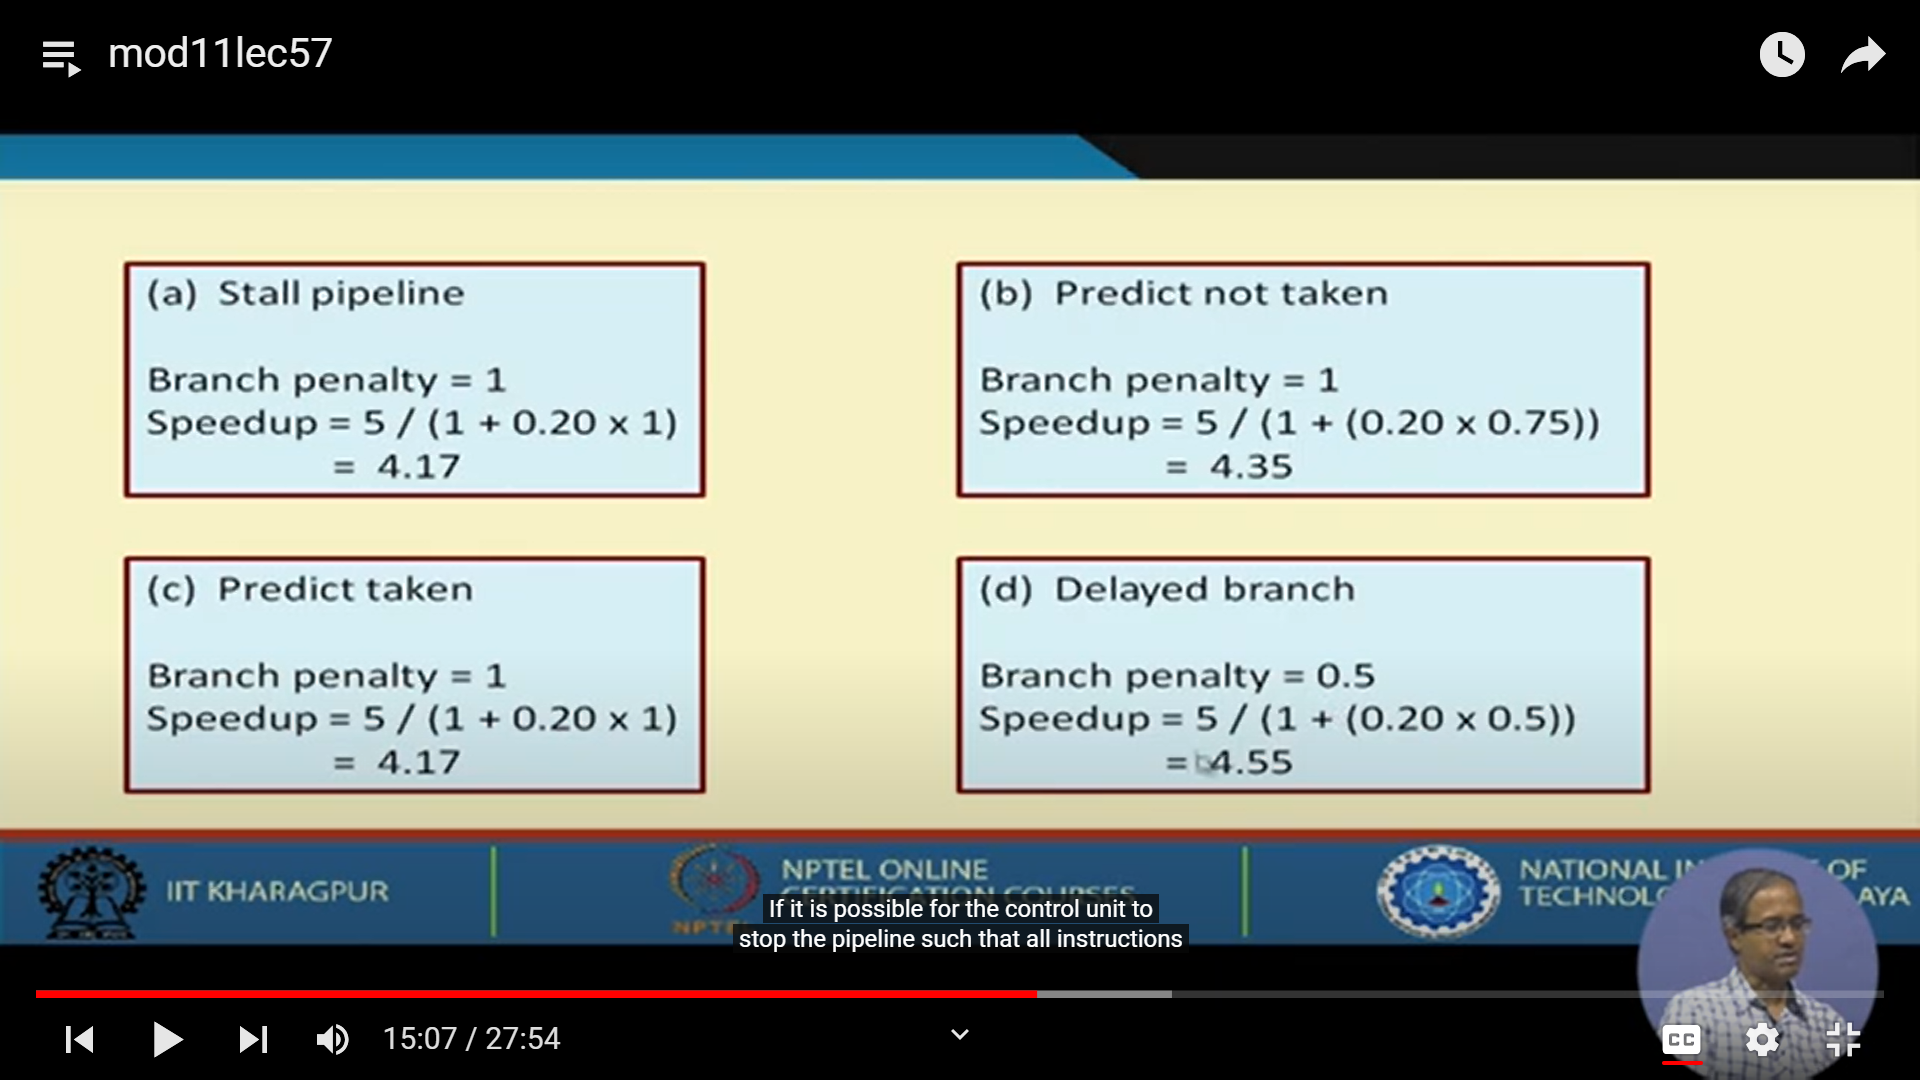 mod11lec57
(a) Stall pipeline
Branch penalty = 1
Speedup = 5 / (1 + 0.20 x 1)
= 4.17
(b) Predict not taken
Branch penalty = 1
Speedup = 5 / (1 + (0.20 x 0.75))
= 4.35
(c) Predict taken
Branch penalty = 1
Speedup = 5 / (1 + 0.20 x 1)
= 4.17
(d) Delayed branch
Branch penalty = 0.5
Speedup = 5 / (1 + (0.20 x 0.5))
= 4.55
IIT KHARAGPUR
NPTEL ONLINE
CERTIFICATION COURSES
NPTEL
NATIONAL OF
AYA
If it is possible for the control unit to
stop the pipeline such that all instructions
15:07 / 27:54
CC